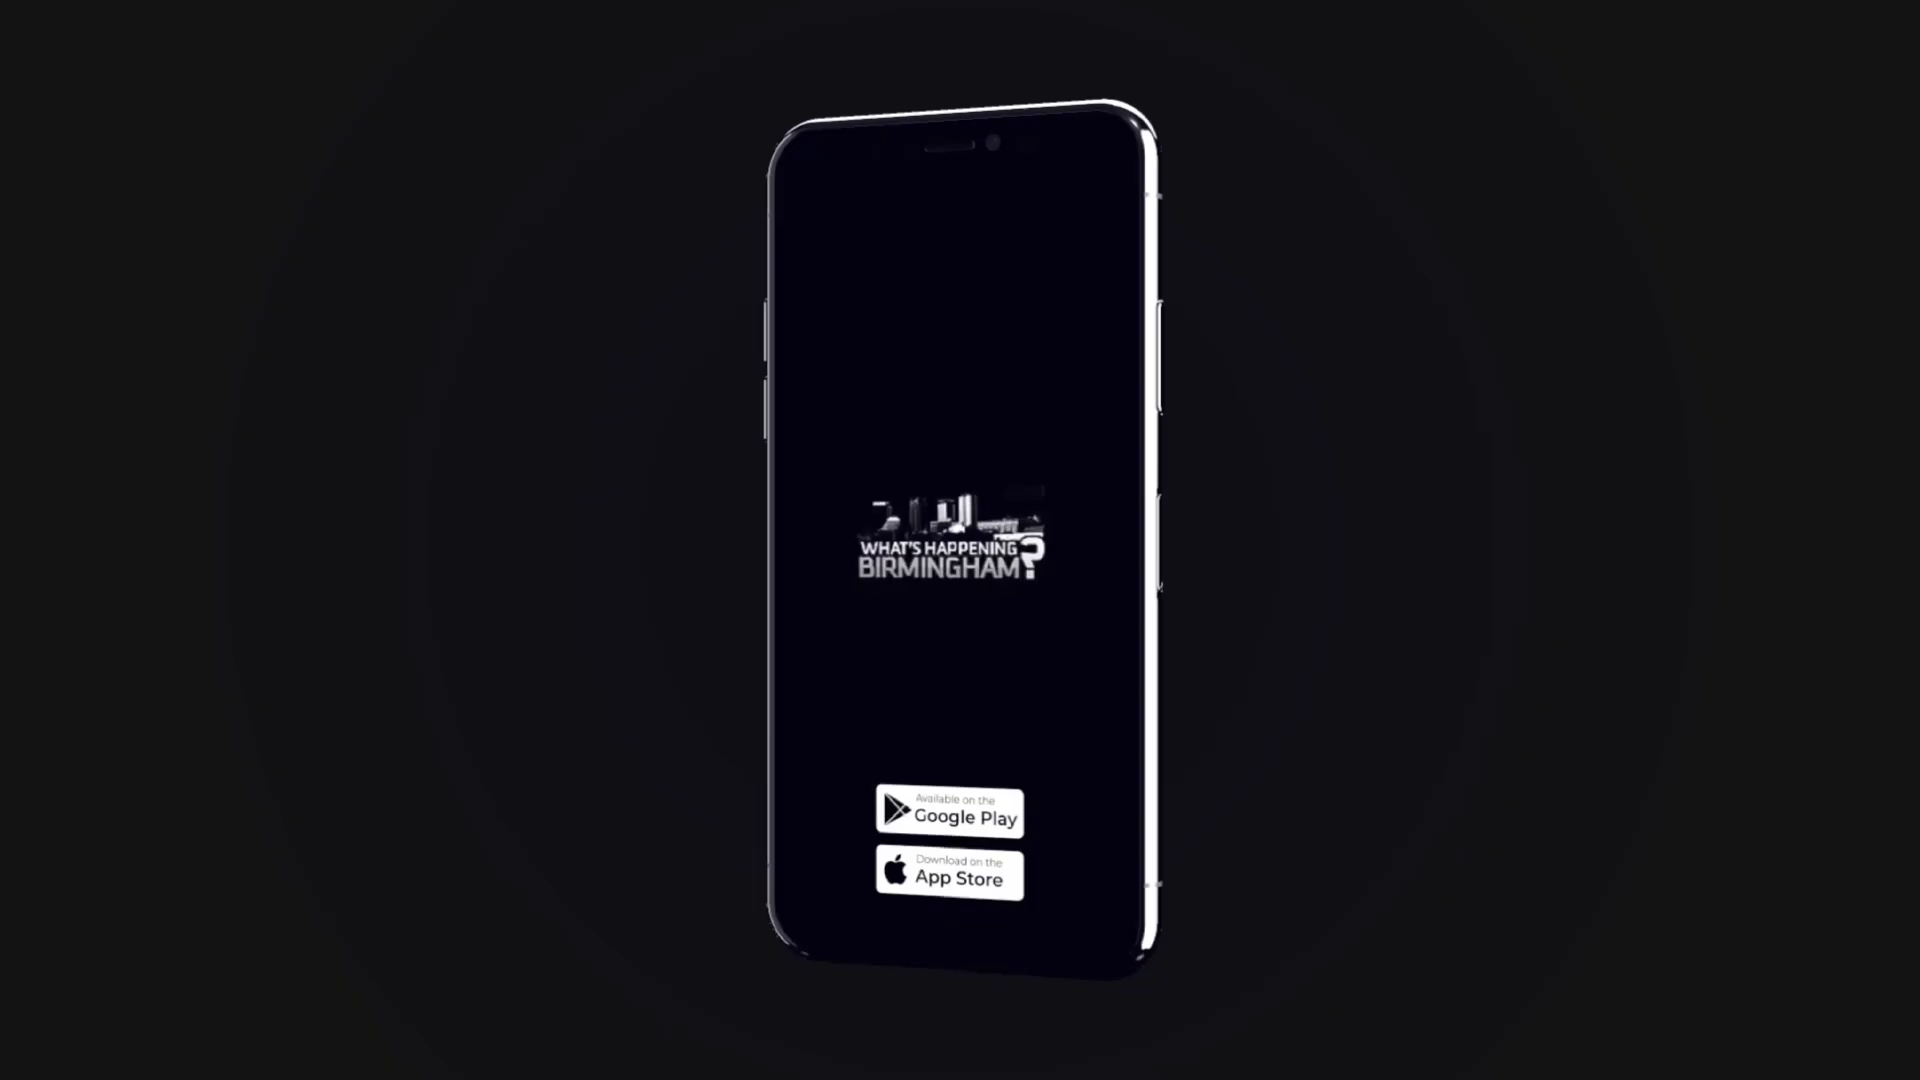 WHAT'S HAPPENING
BIRMINGHAM?
Available on the
Google Play
Download on the
App Store